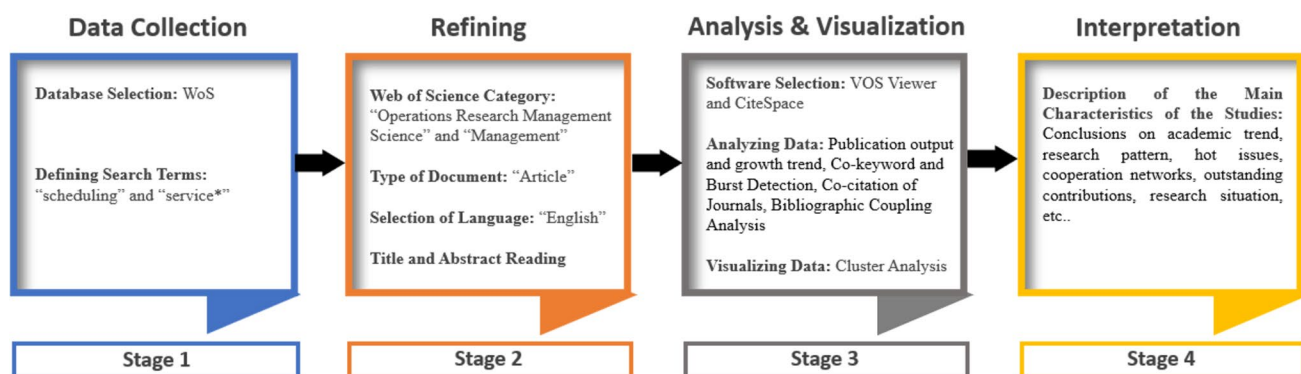 Data Collection
Database Selection: WoS
Defining Search Terms:
“scheduling” and “service*”
Stage 1
Refining
Web of Science Category:
“Operations Research Management
Science” and “Management”
Type of Document: “Article”
Selection of Language: “English”
Title and Abstract Reading
Stage 2
Analysis & Visualization
Software Selection: VOS Viewer
and CiteSpace
Analyzing Data: Publication output
and growth trend, Co-keyword and
Burst Detection, Co-citation of
Journals, Bibliographic Coupling
Analysis
Visualizing Data: Cluster Analysis
Stage 3
Interpretation
Description of the Main
Characteristics of the Studies:
Conclusions on academic trend,
research pattern, hot issues,
cooperation networks, outstanding
contributions, research situation,
etc..
Stage 4